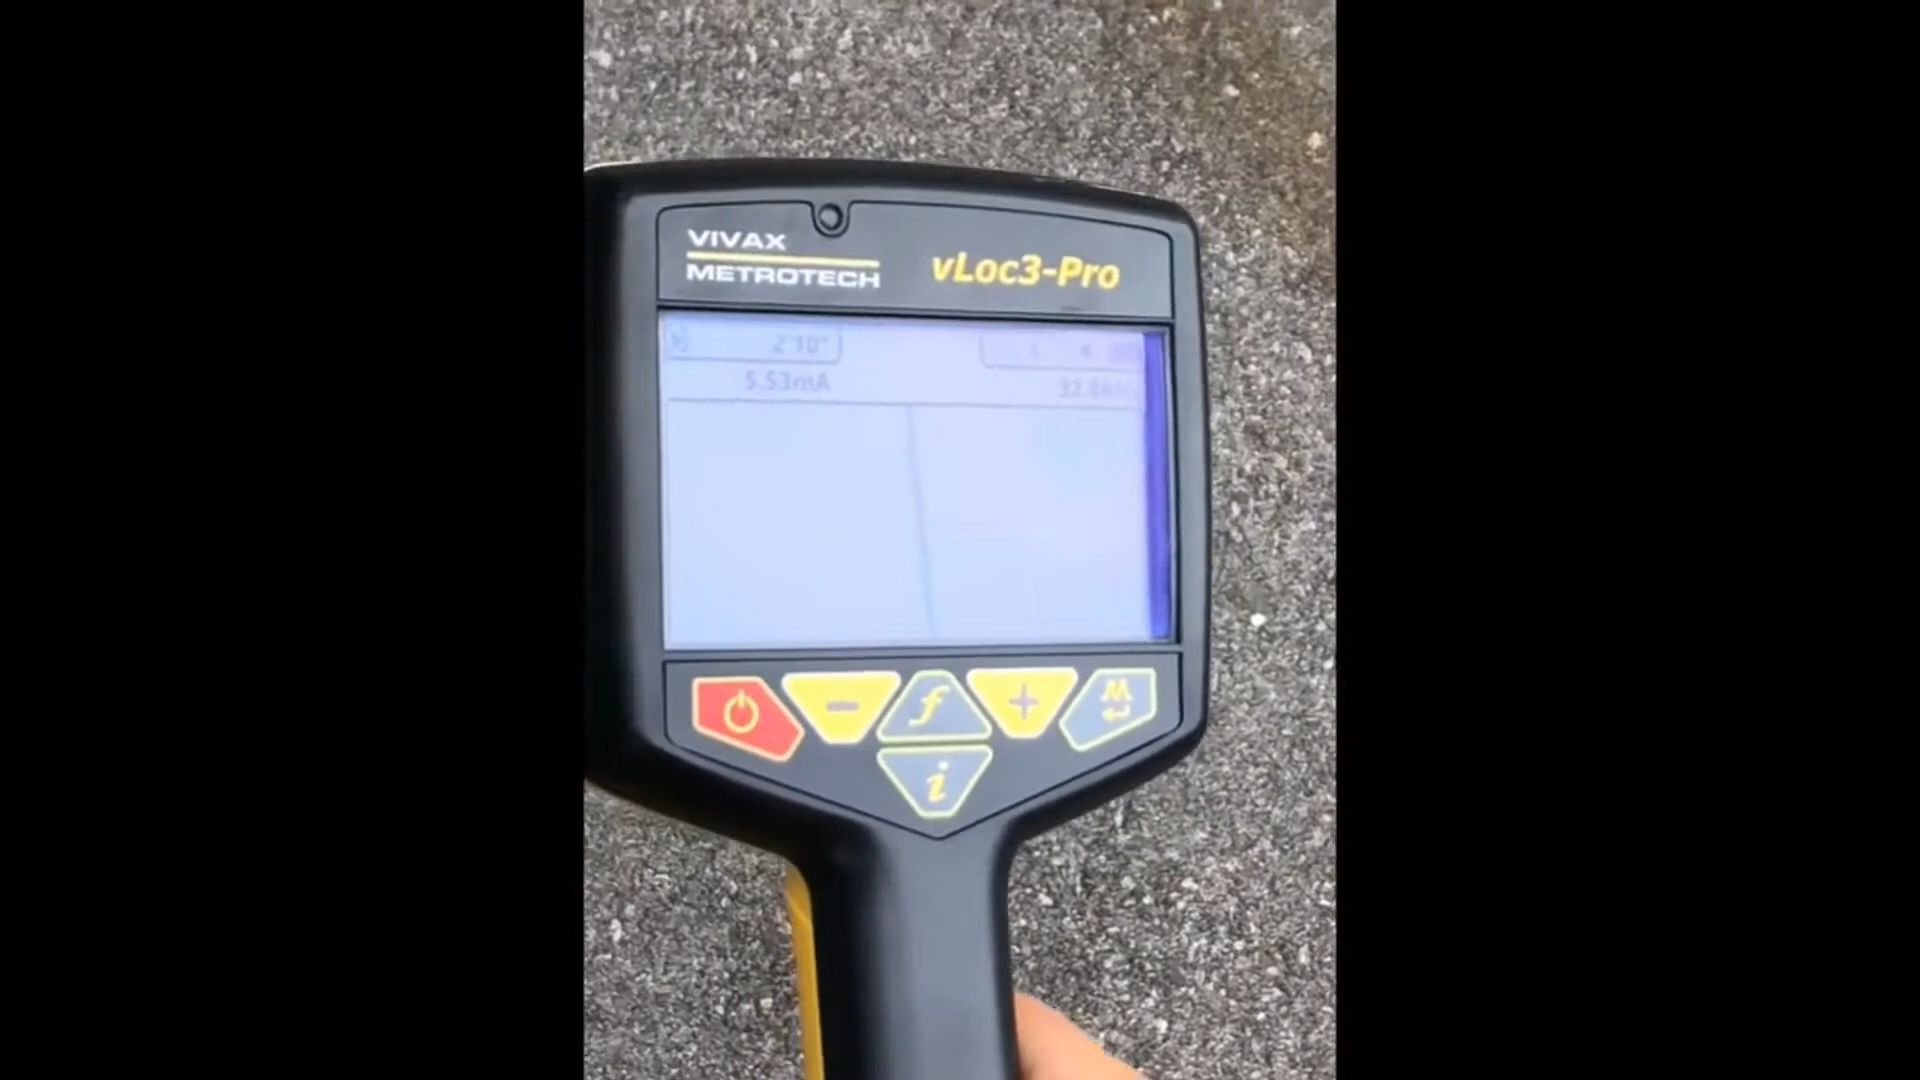 VIVAX
METROTECH
vLoc3-Pro
2'10"
5.53mA
f
i